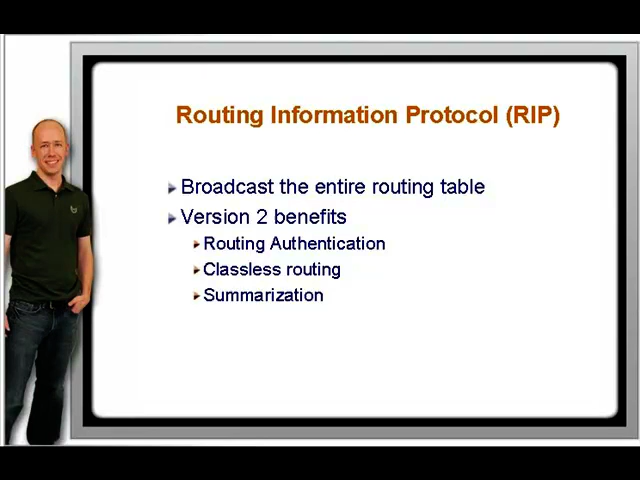 Routing Information Protocol (RIP)
Broadcast the entire routing table
Version 2 benefits
Routing Authentication
Classless routing
Summarization